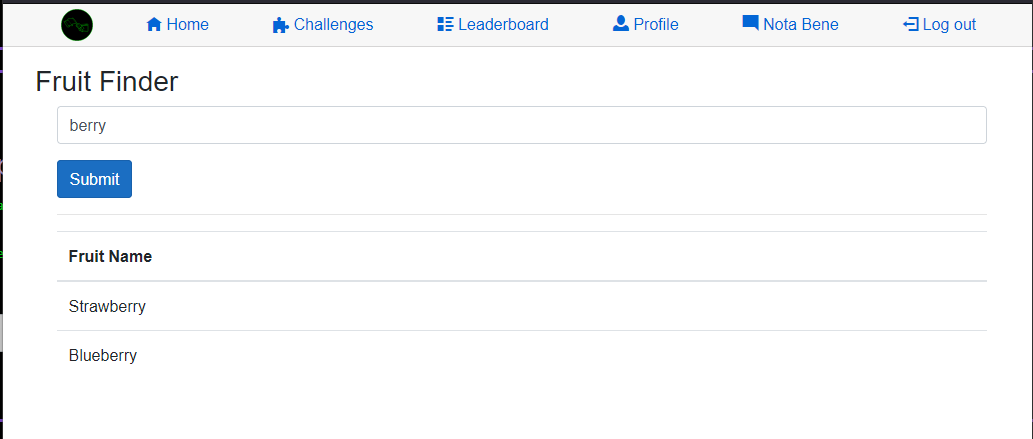 Home Challenges Leaderboard Profile Nota Bene Log out
Fruit Finder
berry
Submit
Fruit Name
Strawberry
Blueberry